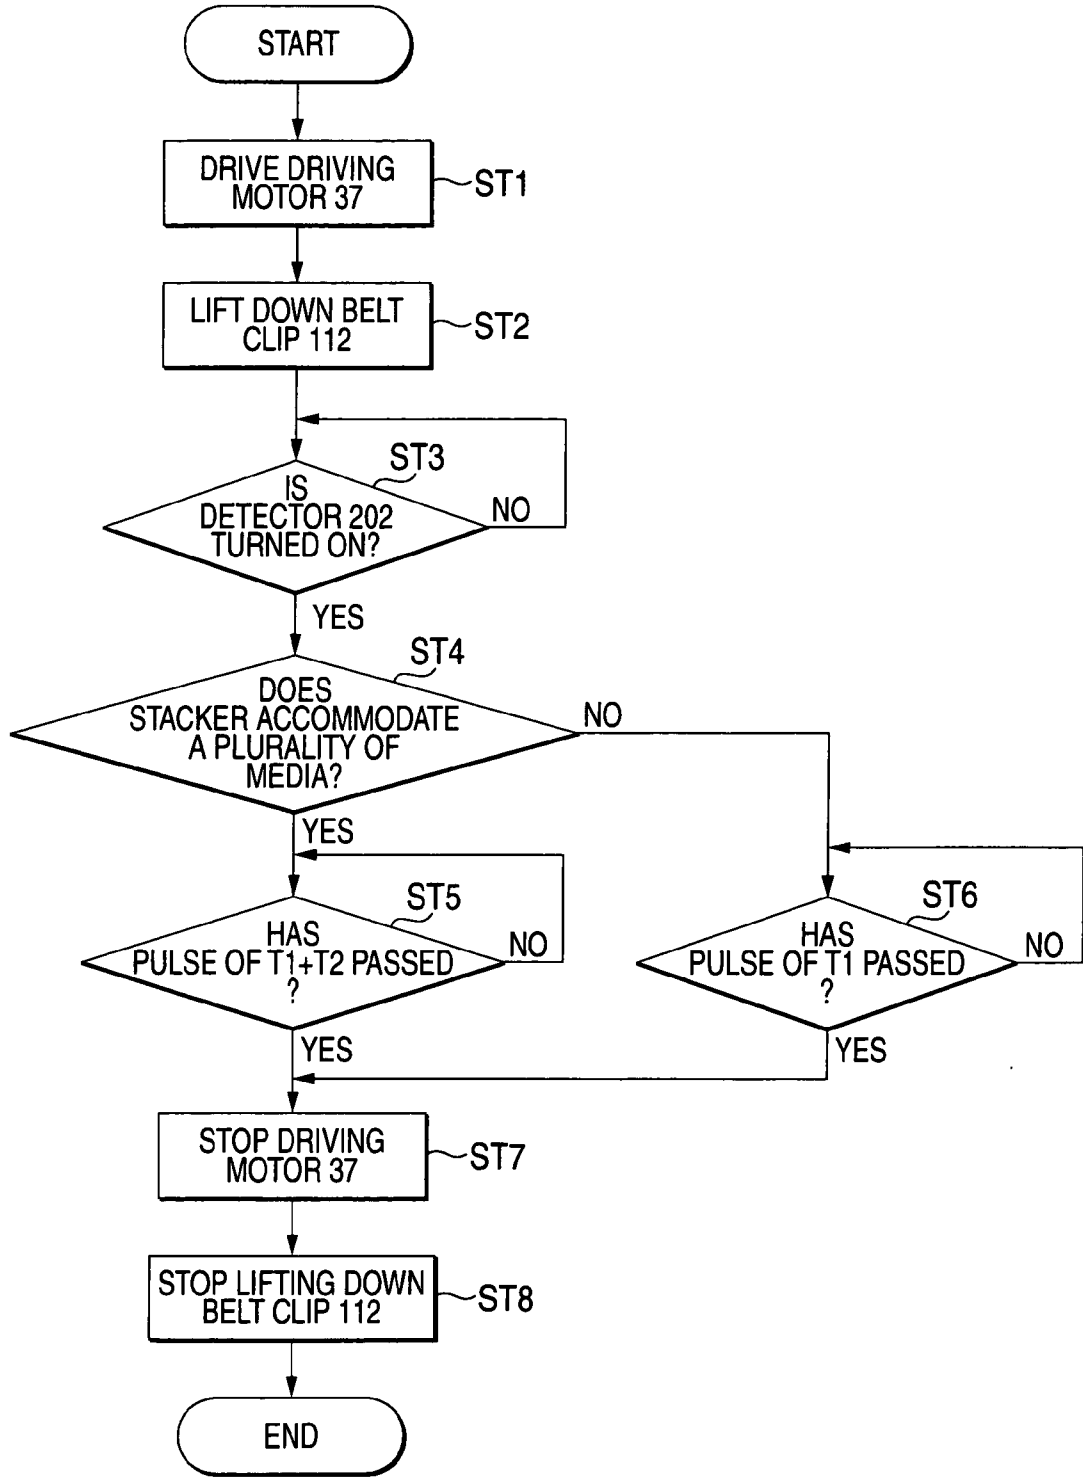 START
DRIVE DRIVING
MOTOR 37
ST1
LIFT DOWN BELT
CLIP 112
ST2
ST3
IS
DETECTOR 202
TURNED ON?
NO
YES
ST4
DOES
STACKER ACCOMMODATE
A PLURALITY OF
MEDIA?
NO
YES
ST5
HAS
PULSE OF T1+T2 PASSED
?
NO
YES
ST6
HAS
PULSE OF T1 PASSED
?
NO
YES
STOP DRIVING
MOTOR 37
ST7
STOP LIFTING DOWN
BELT CLIP 112
ST8
END